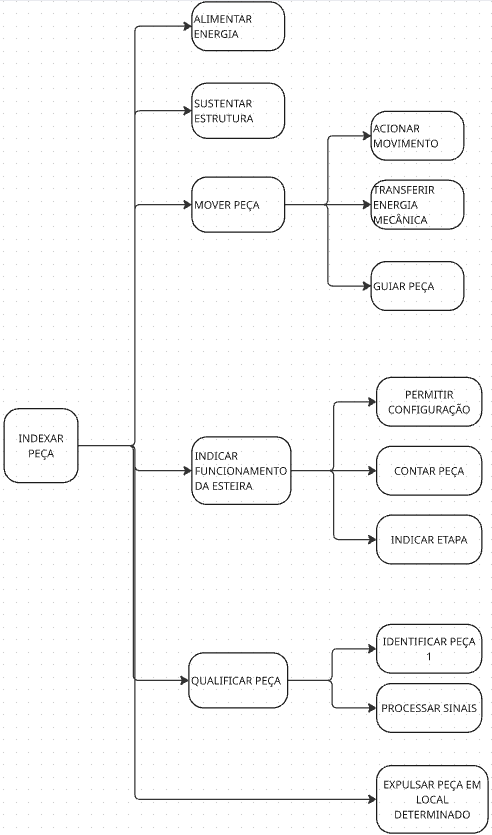 ALIMENTAR
ENERGIA
SUSTENTAR
ESTRUTURA
MOVER PEÇA
ACIONAR
MOVIMENTO
TRANSFERIR
ENERGIA
MECÂNICA
GUIAR PEÇA
INDEXAR
PEÇA
INDICAR
FUNCIONAMENTO
DA ESTEIRA
PERMITIR
CONFIGURAÇÃO
CONTAR PEÇA
INDICAR ETAPA
QUALIFICAR PEÇA
IDENTIFICAR PEÇA
1
PROCESSAR SINAIS
EXPULSAR PEÇA EM
LOCAL
DETERMINADO